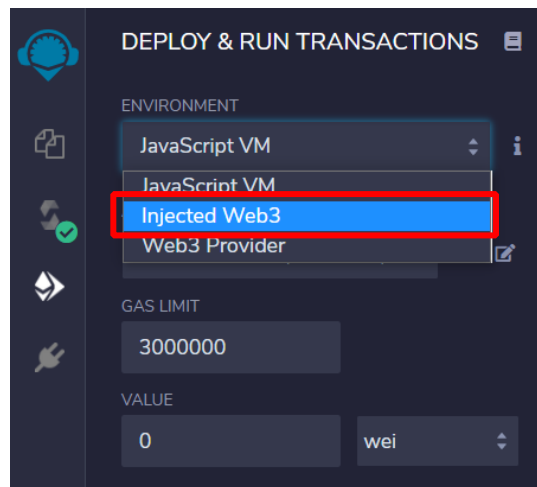 DEPLOY & RUN TRANSACTIONS
ENVIRONMENT
JavaScript VM
JavaScript VM
Injected Web3
Web3 Provider
GAS LIMIT
3000000
VALUE
0 wei